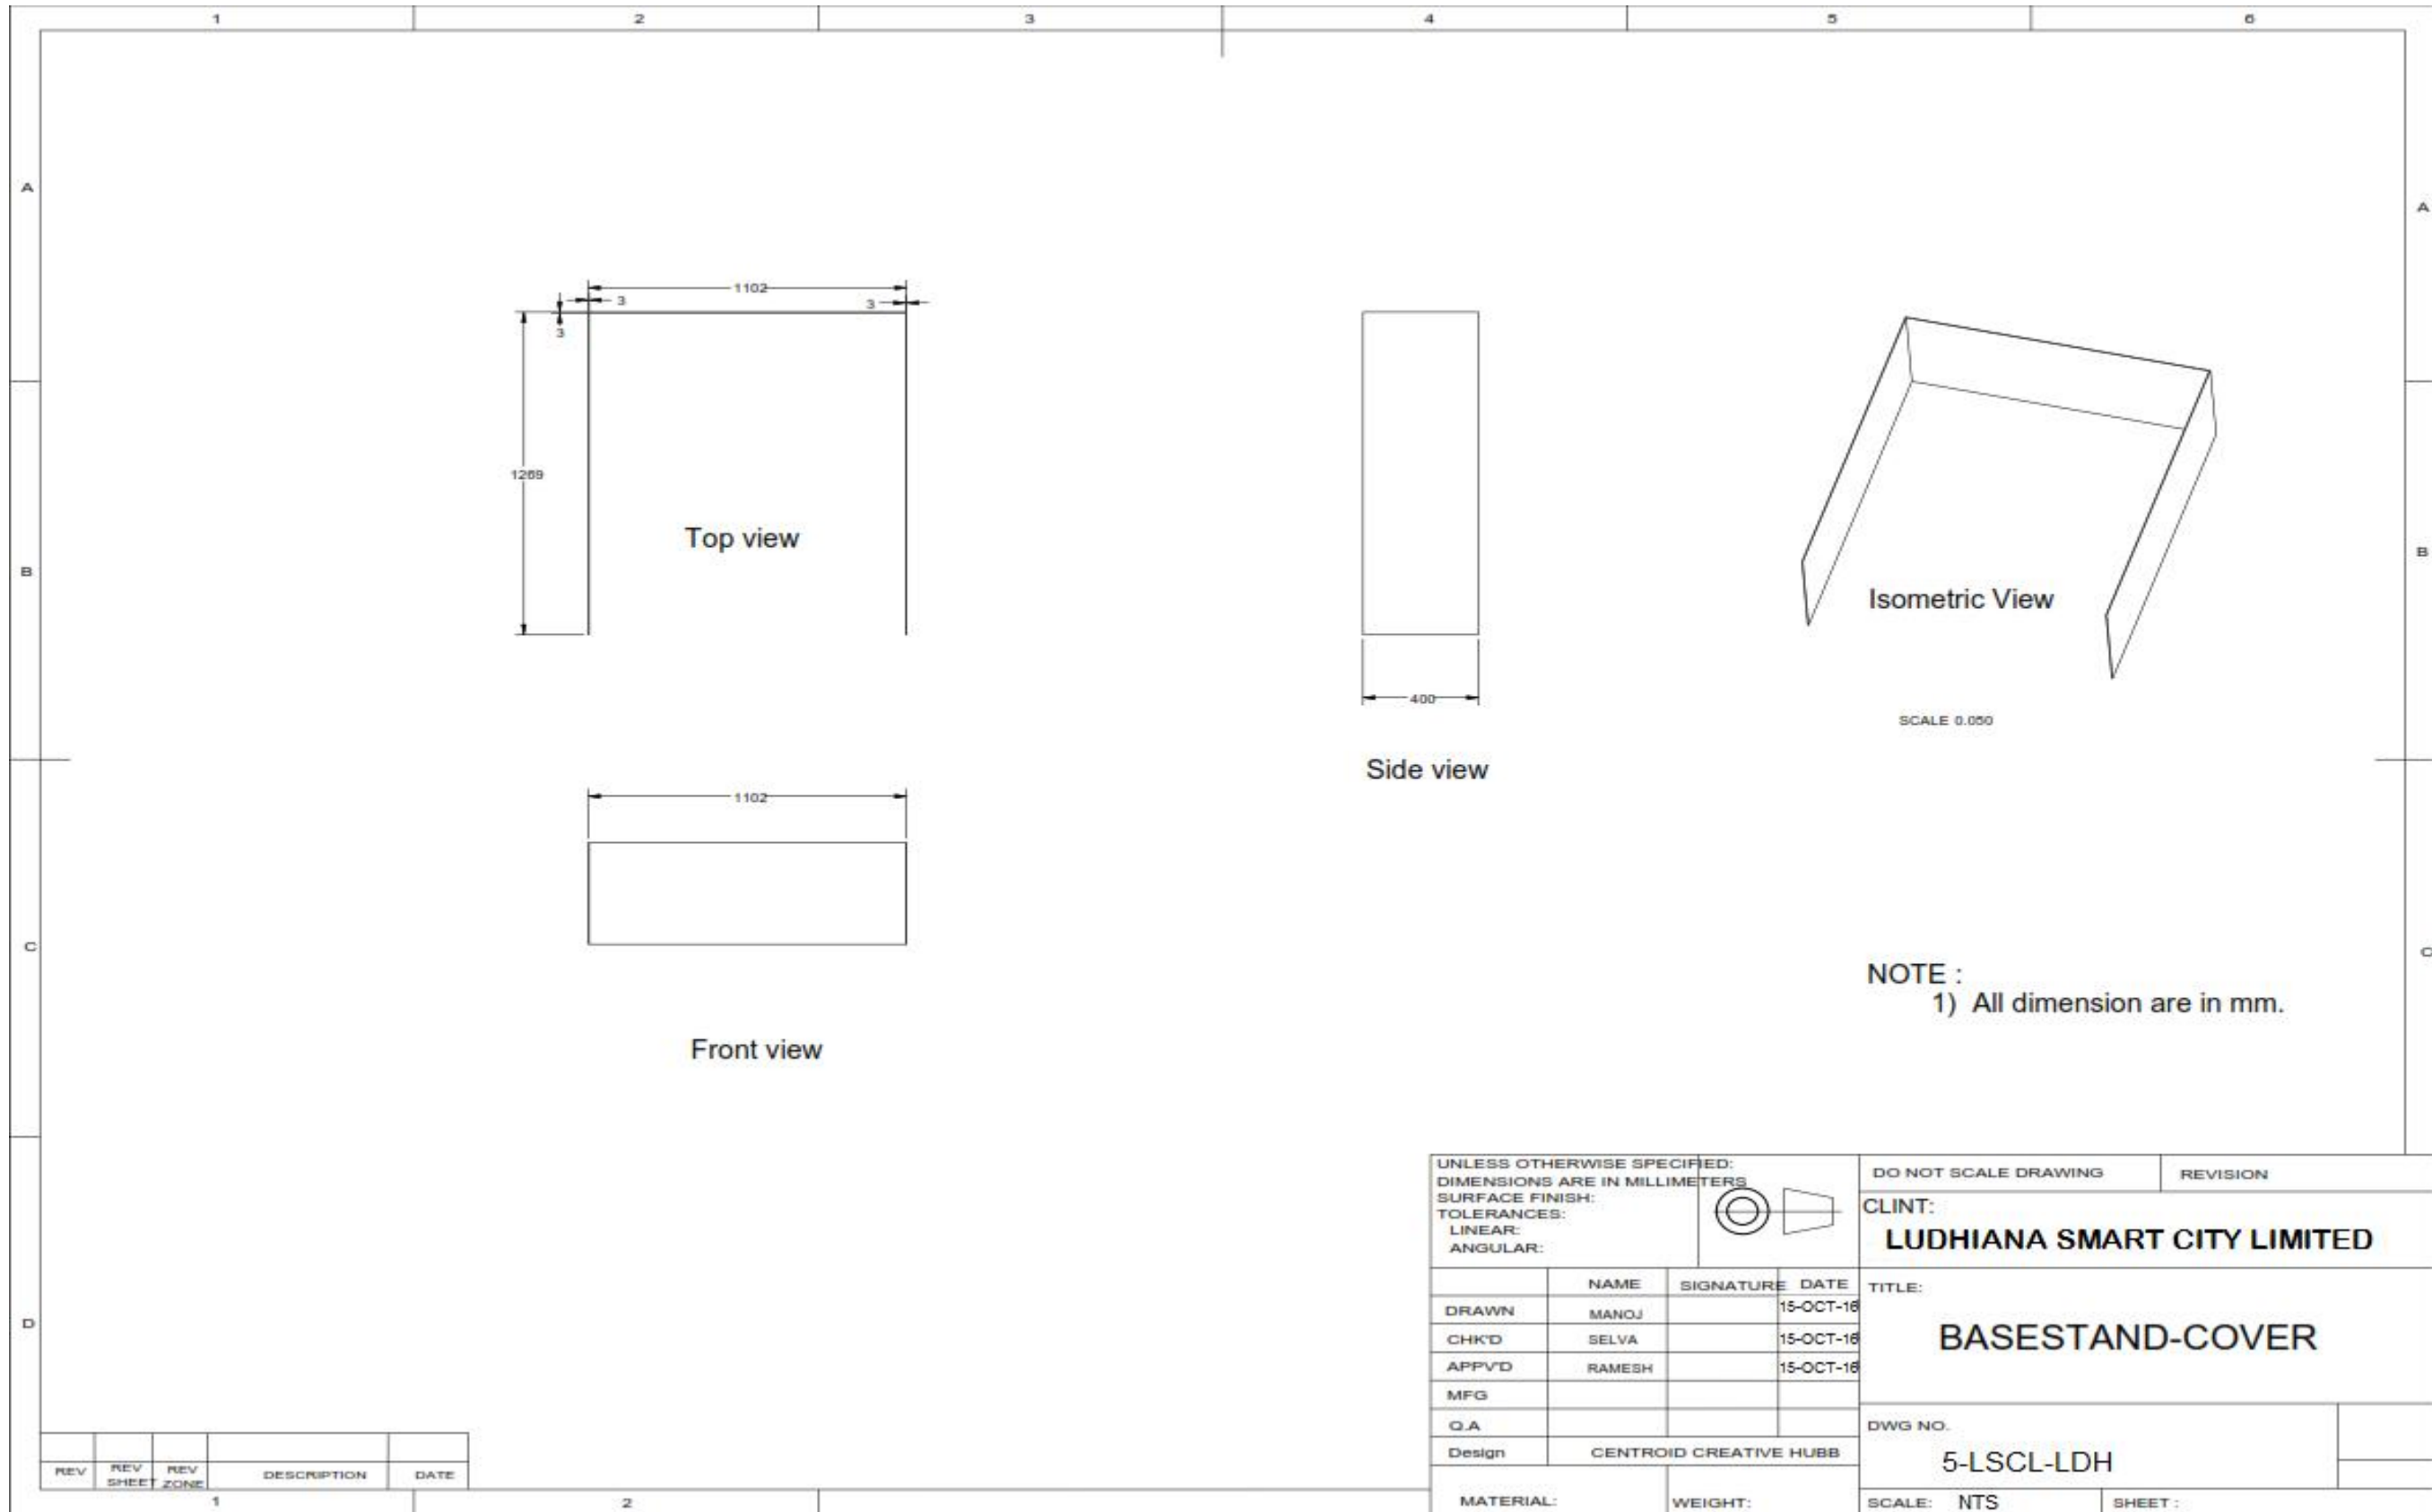 1 2 3 4 5 6
A A
1102
3 3
3
1269
Top view
B B
Isometric View
SCALE 0.050
400
Side view
1102
C C
Front view
NOTE :
1) All dimension are in mm.
UNLESS OTHERWISE SPECIFIED:
DIMENSIONS ARE IN MILLIMETERS
SURFACE FINISH:
TOLERANCES:
LINEAR:
ANGULAR:
DO NOT SCALE DRAWING REVISION
CLINT:
LUDHIANA SMART CITY LIMITED
NAME SIGNATURE DATE
DRAWN MANOJ 15-OCT-16
CHK'D SELVA 15-OCT-16
APPV'D RAMESH 15-OCT-16
MFG
Q.A
Design CENTROID CREATIVE HUBB
MATERIAL: WEIGHT:
TITLE:
BASESTAND-COVER
DWG NO.
5-LSCL-LDH
SCALE: NTS SHEET :
D
REV REV SHEET REV ZONE DESCRIPTION DATE
1 2